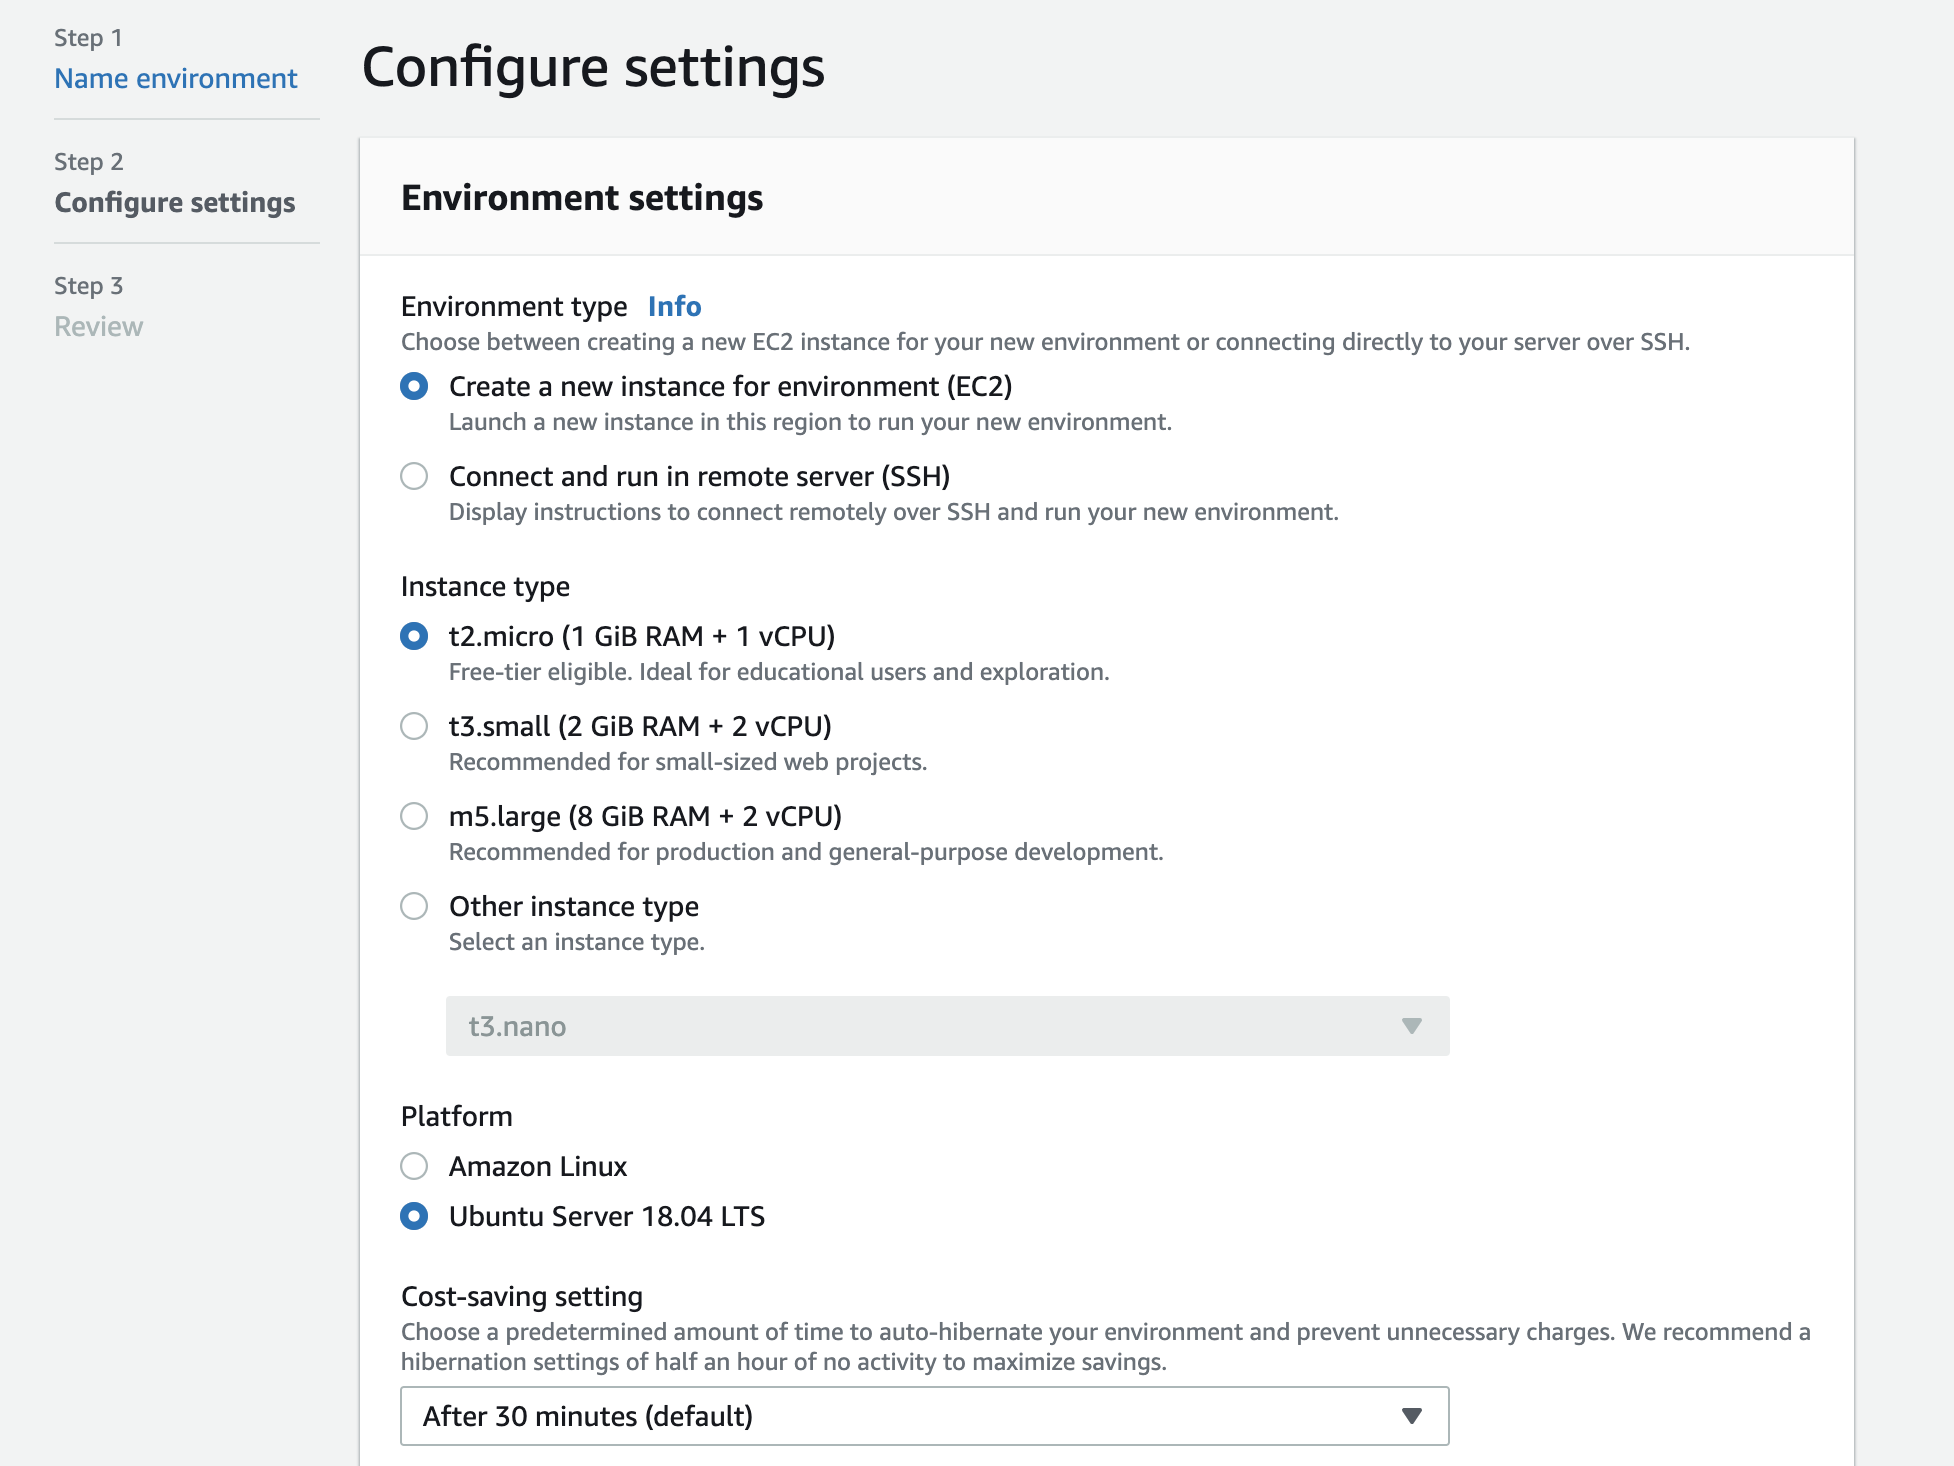 Step 1
Name environment
Step 2
Configure settings
Step 3
Review
Configure settings
Environment settings
Environment type Info
Choose between creating a new EC2 instance for your new environment or connecting directly to your server over SSH.
Create a new instance for environment (EC2)
Launch a new instance in this region to run your new environment.
Connect and run in remote server (SSH)
Display instructions to connect remotely over SSH and run your new environment.
Instance type
t2.micro (1 GiB RAM + 1 vCPU)
Free-tier eligible. Ideal for educational users and exploration.
t3.small (2 GiB RAM + 2 vCPU)
Recommended for small-sized web projects.
m5.large (8 GiB RAM + 2 vCPU)
Recommended for production and general-purpose development.
Other instance type
Select an instance type.
t3.nano
Platform
Amazon Linux
Ubuntu Server 18.04 LTS
Cost-saving setting
Choose a predetermined amount of time to auto-hibernate your environment and prevent unnecessary charges. We recommend a
hibernation settings of half an hour of no activity to maximize savings.
After 30 minutes (default)